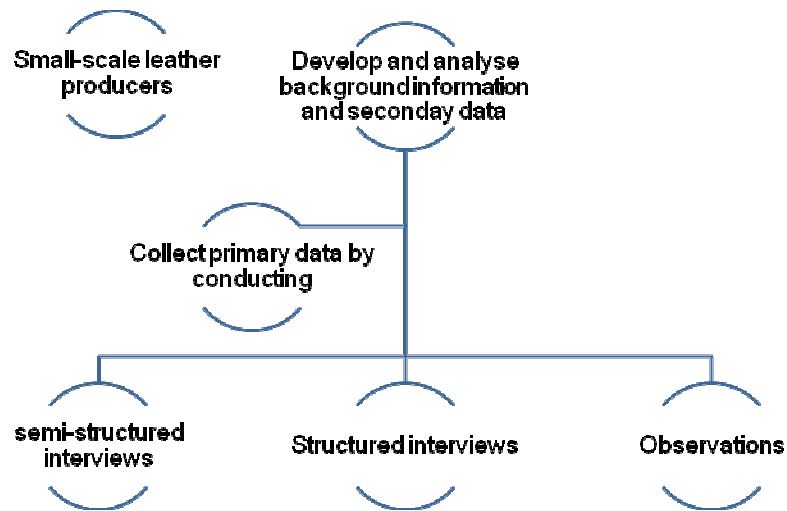 Small-scale leather
producers
Develop and analyse
background information
and seconday data
Collect primary data by
conducting
semi-structured
interviews
Structured interviews
Observations